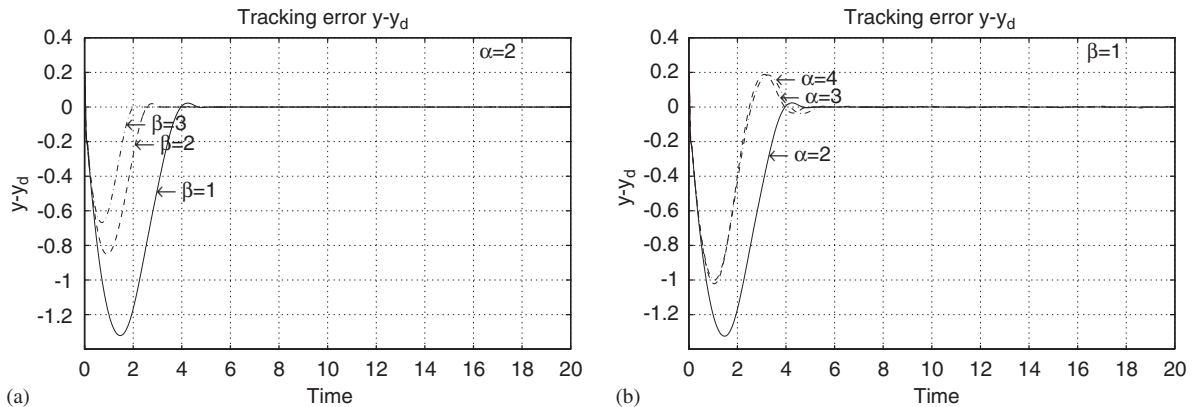 Tracking error y-y_d
0.4
0.2
0
-0.2
-0.4
-0.6
-0.8
-1
-1.2
y-y_d
α=2
β=3
β=2
β=1
0 2 4 6 8 10 12 14 16 18 20
(a)
Time
Tracking error y-y_d
0.4
0.2
0
-0.2
-0.4
-0.6
-0.8
-1
-1.2
y-y_d
β=1
α=4
α=3
α=2
0 2 4 6 8 10 12 14 16 18 20
(b)
Time